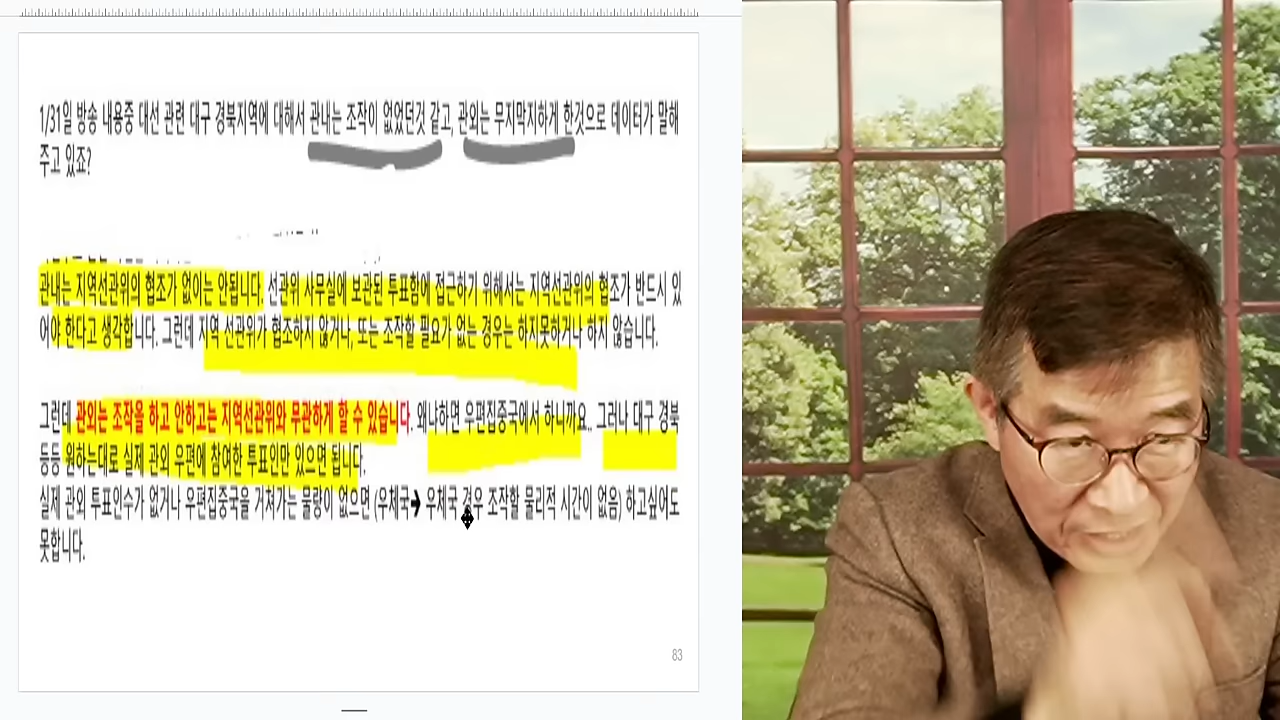 1/31일 방송 내용중 대선 관련 대구 경북지역에 대해서 관내는 조작이 없었던것 같고, 관외는 무지막지하게 한것으로 데이터가 말해
주고 있죠?
관내는 지역선관위의 협조가 없이는 안됩니다. 선관위 사무실에 보관된 투표함에 접근하기 위해서는 지역선관위의 협조가 반드시 있
어야 한다고 생각합니다. 그런데 지역 선관위가 협조하지 않거나, 또는 조작할 필요가 없는 경우는 하지못하거나 하지 않습니다.
그런데 관외는 조작을 하고 안하고는 지역선관위와 무관하게 할 수 있습니다. 왜냐하면 우편집중국에서 하니까요.. 그러나 대구 경북
등등 원하는대로 실제 관외 우편에 참여한 투표인만 있으면 됩니다.
실제 관외 투표인수가 없거나 우편집중국을 거쳐가는 물량이 없으면 (우체국→ 우체국 경우 조작할 물리적 시간이 없음) 하고싶어도
못합니다.
83